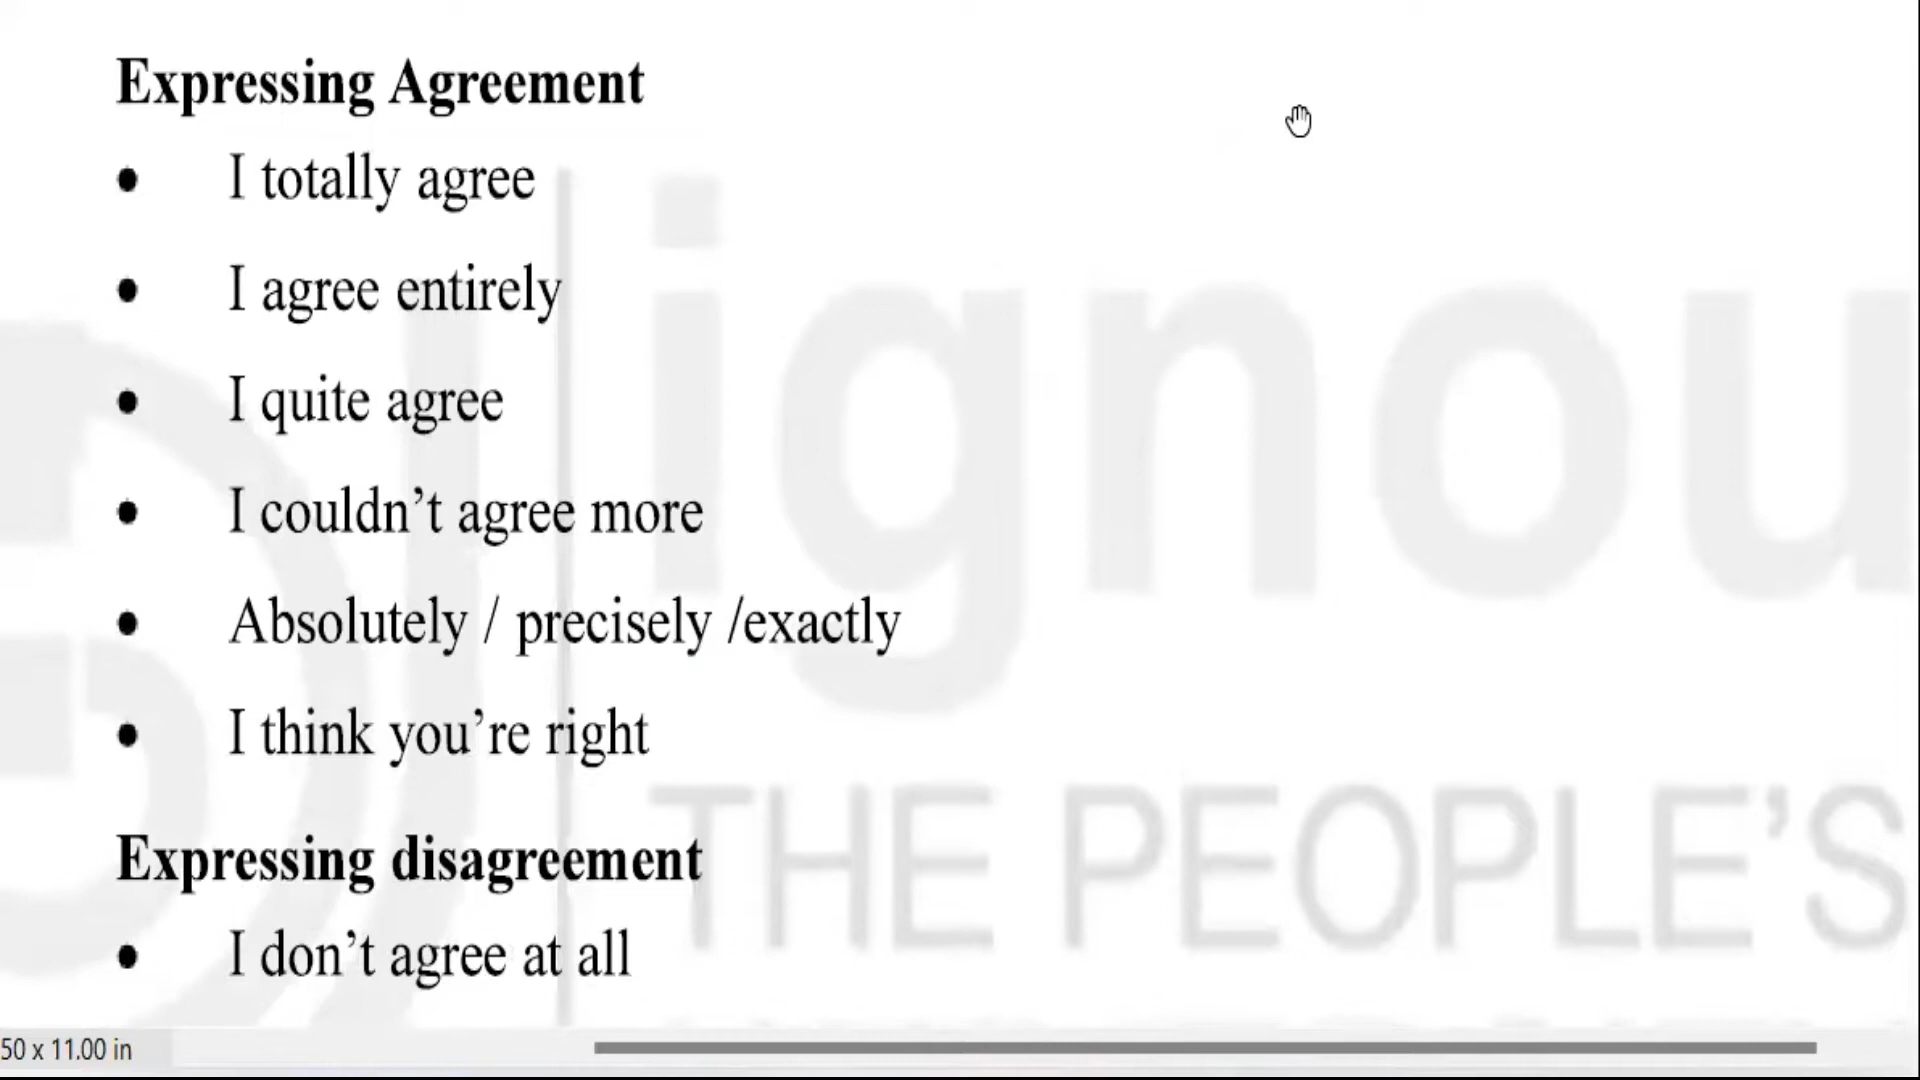 Expressing Agreement
• I totally agree
• I agree entirely
• I quite agree
• I couldn’t agree more
• Absolutely / precisely /exactly
• I think you’re right
Expressing disagreement
• I don’t agree at all
ignou
THE PEOPLE’S
50 x 11.00 in